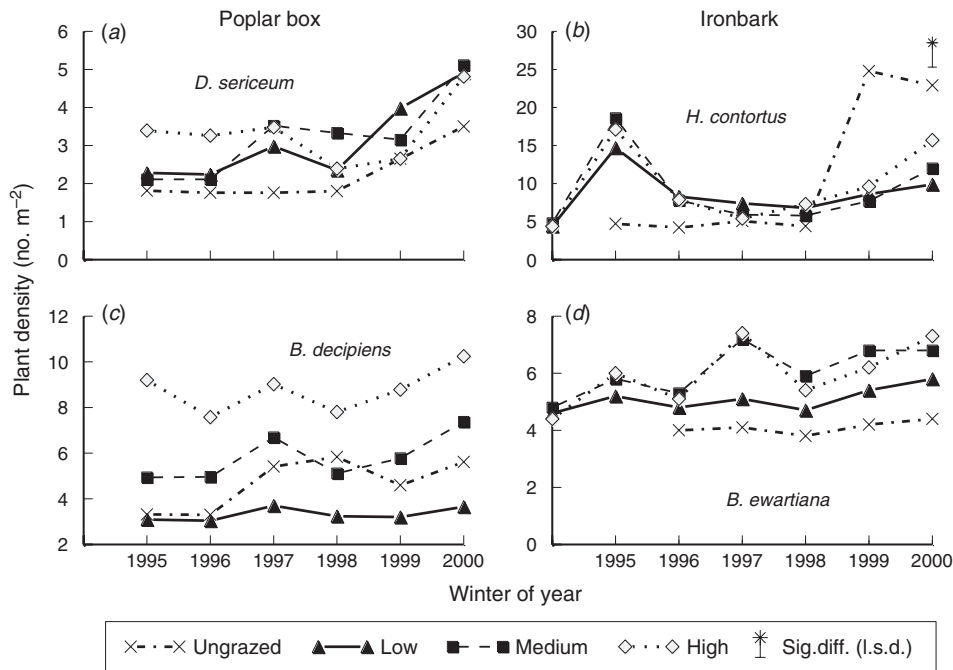 Poplar box
Ironbark
Plant density (no. m⁻²)
(a)
D. sericeum
6
5
4
3
2
1
0
(b)
H. contortus
30
25
20
15
10
5
0
(c)
B. decipiens
12
10
8
6
4
2
1995 1996 1997 1998 1999 2000
(d)
B. ewartiana
8
6
4
2
0
1995 1996 1997 1998 1999 2000
Winter of year
Ungrazed Low Medium High Sig.diff. (l.s.d.)